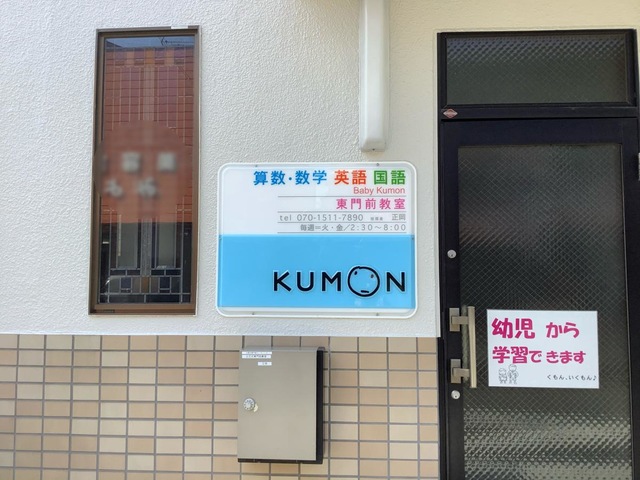 算数・数学 英語 国語
Baby Kumon
東門前教室
tel 070-1511-7890 正岡
毎週=火・金/2:30~8:00
KUMON
幼児から
学習できます
くもん、いくもん♪